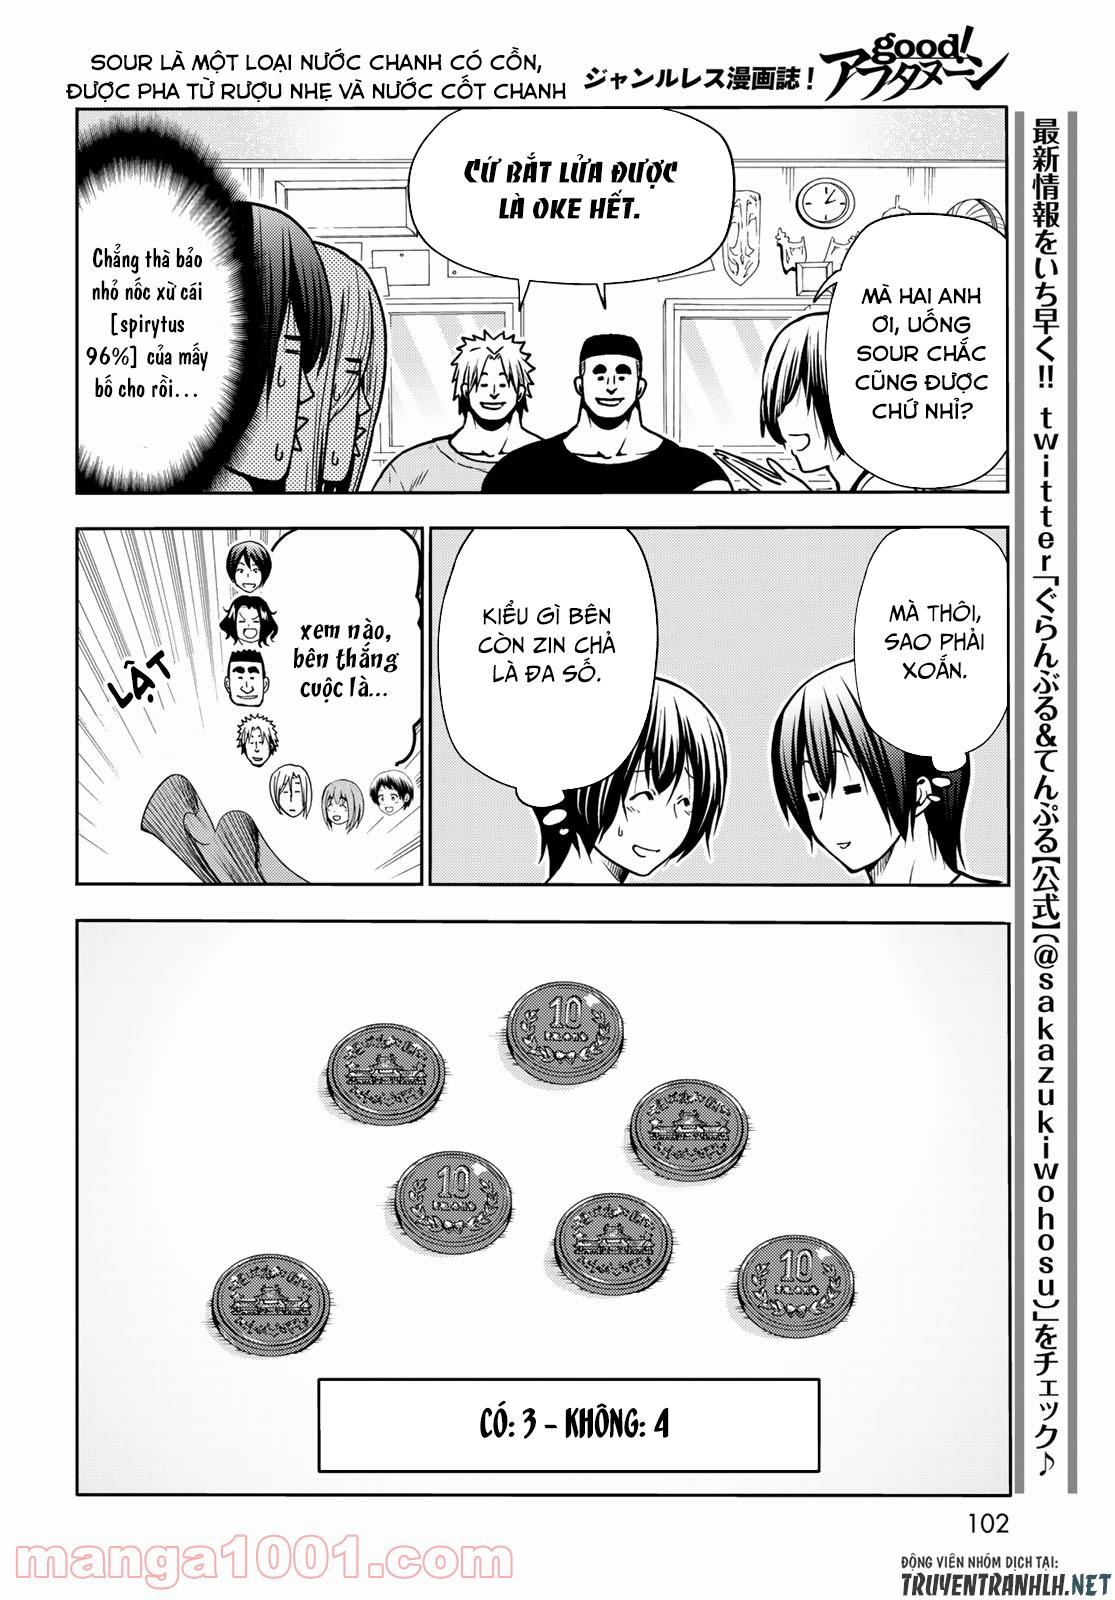 SOUR LÀ MỘT LOẠI NƯỚC CHANH CÓ CỒN,
ĐƯỢC PHA TỪ RƯỢU NHẸ VÀ NƯỚC CỐT CHANH
ジャンルレス漫画誌！
good!
アフタヌーン
最新情報をいち早く!! twitter「ぐらんぶる&てんぷる【公式】(@sakazukiwohosu)」をチェック♪
CỨ BẮT LỬA ĐƯỢC
LÀ OKE HẾT.
MÀ HAI ANH
ƠI, UỐNG
SOUR CHẮC
CŨNG ĐƯỢC
CHỨ NHỈ?
Chẳng thà bảo
nhỏ nốc xừ cái
[spirytus
96%] của mấy
bố cho rồi...
MÀ THÔI,
SAO PHẢI
XOẮN.
KIỂU GÌ BÊN
CÒN ZIN CHẢ
LÀ ĐA SỐ.
xem nào,
bên thắng
cuộc là...
LẬT
10
10
10
CÓ: 3 - KHÔNG: 4
102
manga1001.com
ĐỘNG VIÊN NHÓM DỊCH TẠI:
TRUYENTRANHLH.NET